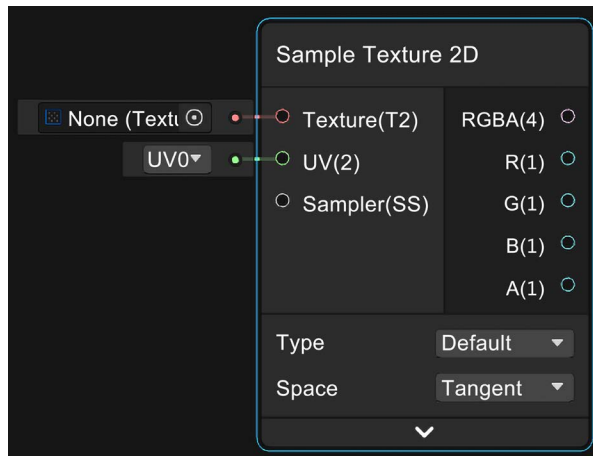 Sample Texture 2D
None (Textu
Texture(T2)
RGBA(4)
UV0
UV(2)
R(1)
Sampler(SS)
G(1)
B(1)
A(1)
Type
Default
Space
Tangent